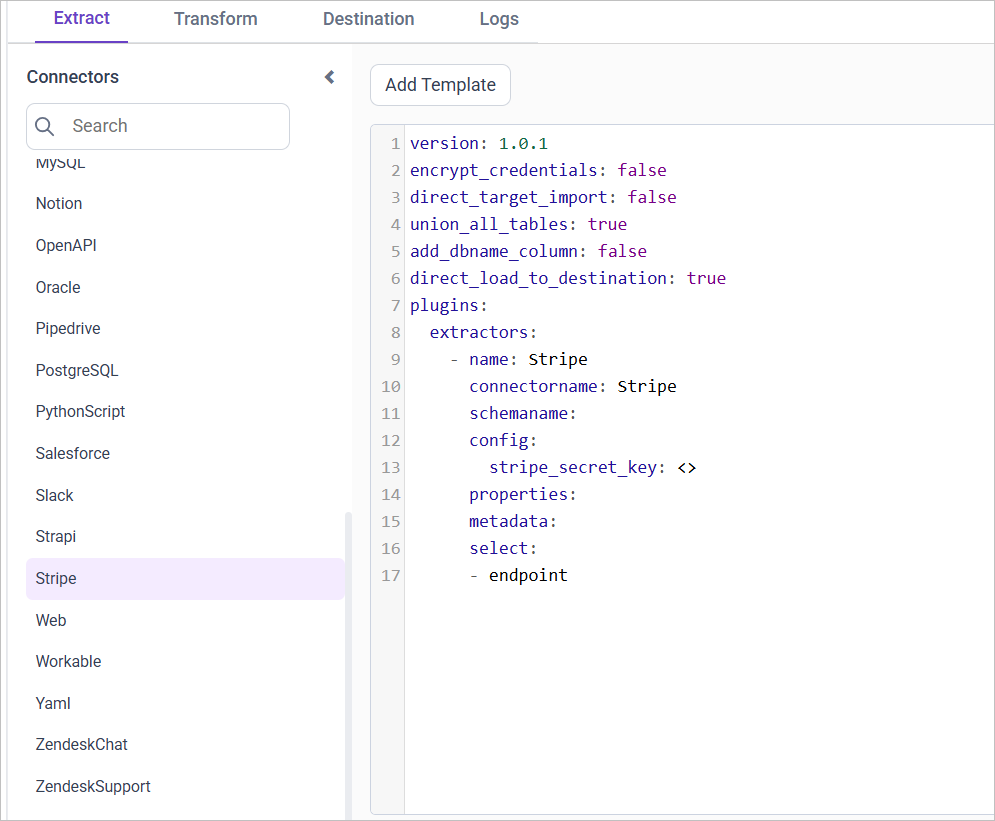 Extract Transform Destination Logs
Connectors
Search
MySQL
Notion
OpenAPI
Oracle
Pipedrive
PostgreSQL
PythonScript
Salesforce
Slack
Strapi
Stripe
Web
Workable
Yaml
ZendeskChat
ZendeskSupport
Add Template
1 version: 1.0.1
2 encrypt_credentials: false
3 direct_target_import: false
4 union_all_tables: true
5 add_dbname_column: false
6 direct_load_to_destination: true
7 plugins:
8   extractors:
9     - name: Stripe
10       connectorname: Stripe
11       schemaname:
12       config:
13         stripe_secret_key: <>
14       properties:
15       metadata:
16       select:
17       - endpoint